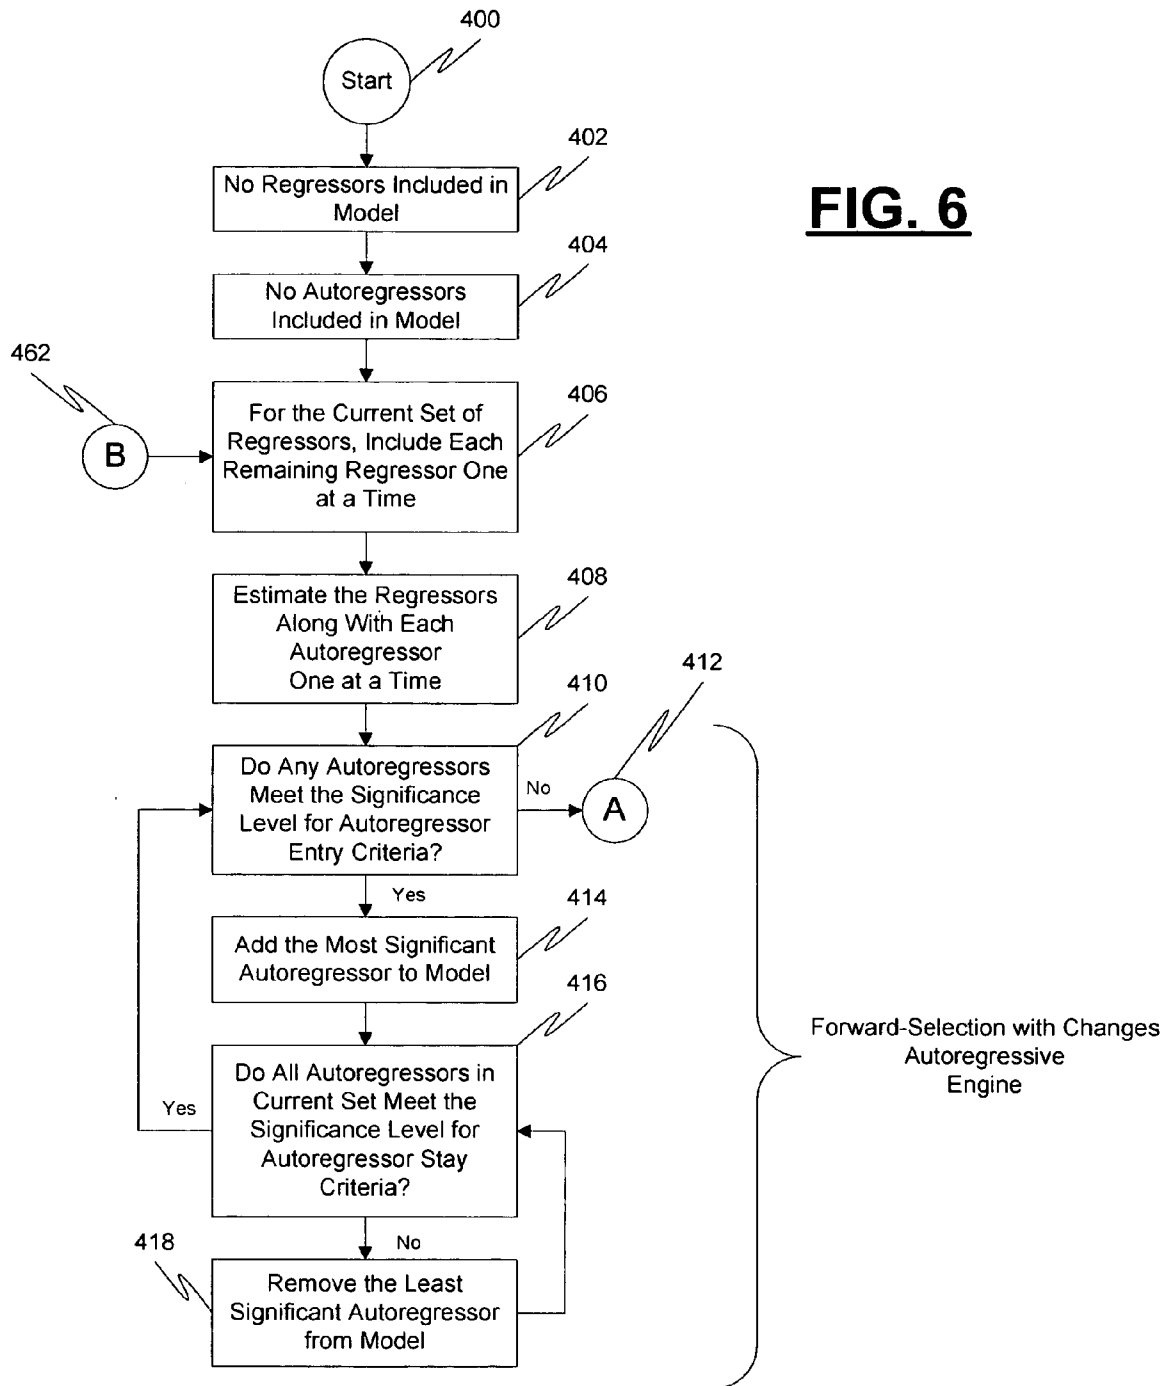 400
Start
402
No Regressors Included in
Model
FIG. 6
404
No Autoregressors
Included in Model
462
406
B
For the Current Set of
Regressors, Include Each
Remaining Regressor One
at a Time
408
Estimate the Regressors
Along With Each
Autoregressor
One at a Time
410
412
Do Any Autoregressors
Meet the Significance
Level for Autoregressor
Entry Criteria?
No
A
Yes
414
Add the Most Significant
Autoregressor to Model
416
Do All Autoregressors in
Current Set Meet the
Significance Level for
Autoregressor Stay
Criteria?
Yes
Forward-Selection with Changes
Autoregressive
Engine
No
418
Remove the Least
Significant Autoregressor
from Model